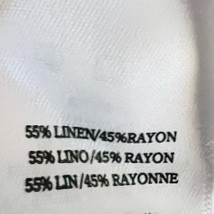 55% LINEN/45%RAYON
55% LINO/45% RAYON
55% LIN/45% RAYONNE